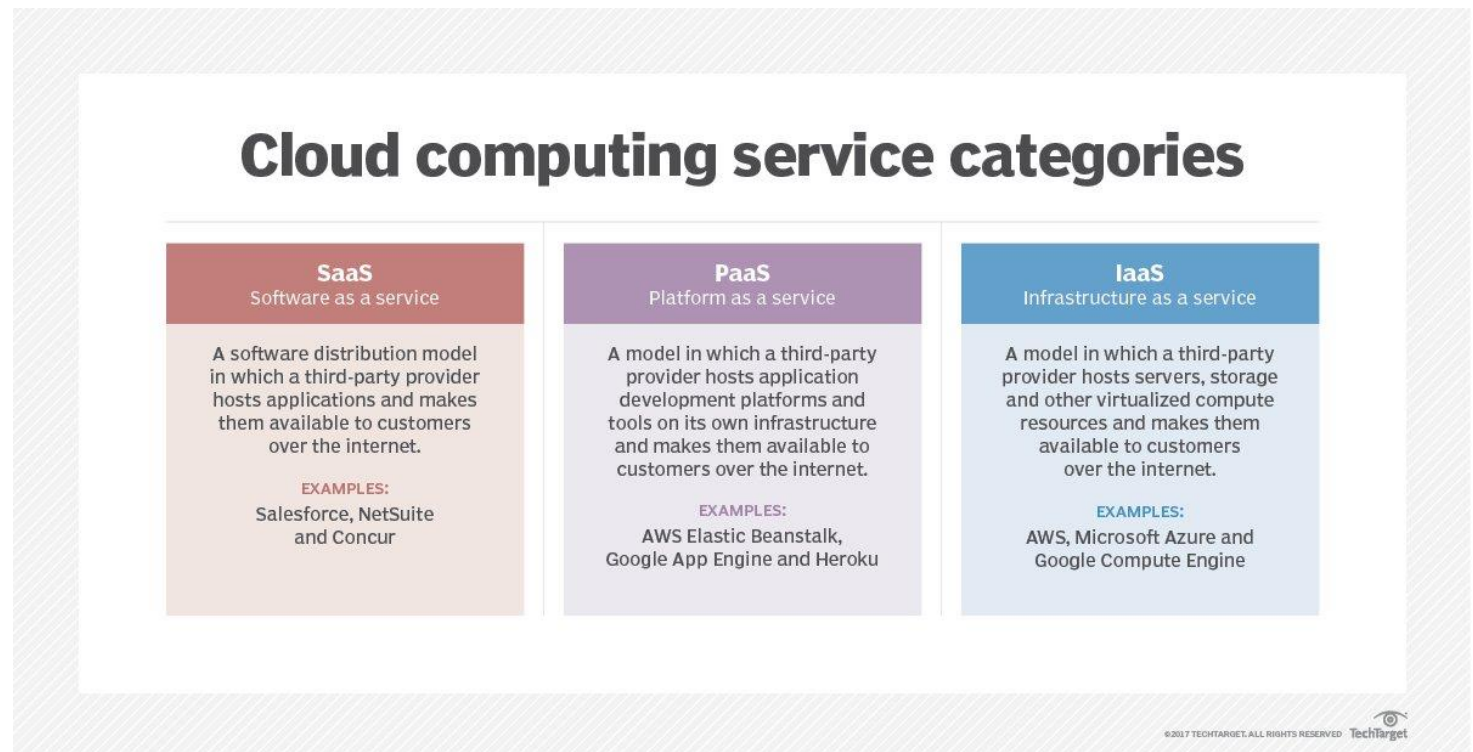 Cloud computing service categories
SaaS
Software as a service
A software distribution model
in which a third-party provider
hosts applications and makes
them available to customers
over the internet.
EXAMPLES:
Salesforce, NetSuite
and Concur
PaaS
Platform as a service
A model in which a third-party
provider hosts application
development platforms and
tools on its own infrastructure
and makes them available to
customers over the internet.
EXAMPLES:
AWS Elastic Beanstalk,
Google App Engine and Heroku
IaaS
Infrastructure as a service
A model in which a third-party
provider hosts servers, storage
and other virtualized compute
resources and makes them
available to customers
over the internet.
EXAMPLES:
AWS, Microsoft Azure and
Google Compute Engine
©2017 TECHTARGET. ALL RIGHTS RESERVED TechTarget